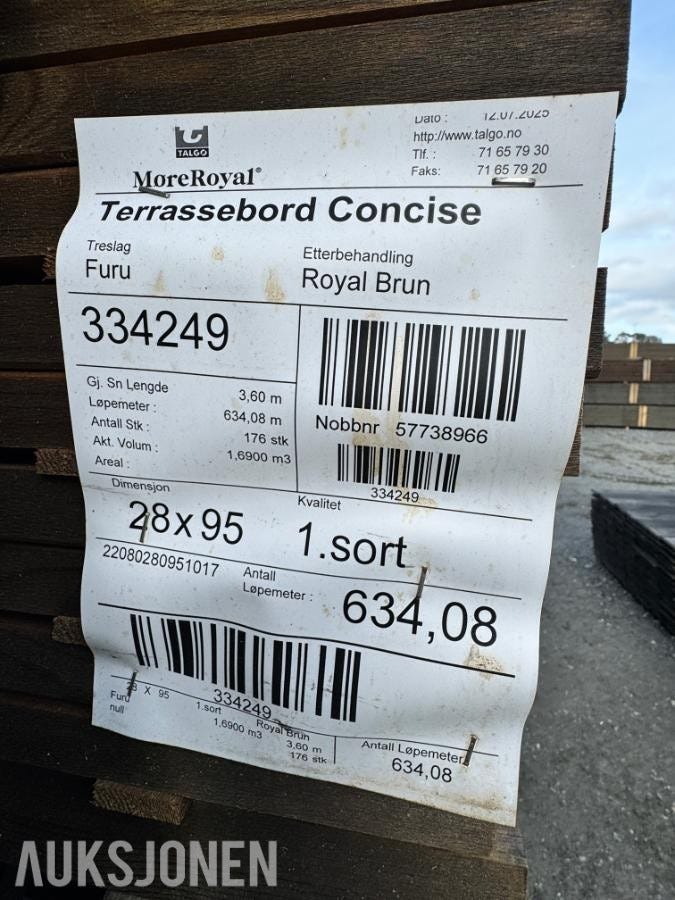 TALGO
MøreRoyal®
Dato : 12.07.2025
http://www.talgo.no
Tlf. : 71 65 79 30
Faks: 71 65 79 20
Terrassebord Concise
Treslag
Furu
Etterbehandling
Royal Brun
334249
Gj. Sn Lengde 3,60 m
Løpemeter : 634,08 m
Antall Stk : 176 stk
Akt. Volum : 1,6900 m3
Areal :
Nobbnr 57738966
334249
Dimensjon
28x95
Kvalitet
1.sort
22080280951017
Antall
Løpemeter :
634,08
334249
28 X 95
Furu
null
1.sort
Royal Brun
1,6900 m3
3,60 m
176 stk
Antall Løpemeter
634,08
AUKSJONEN